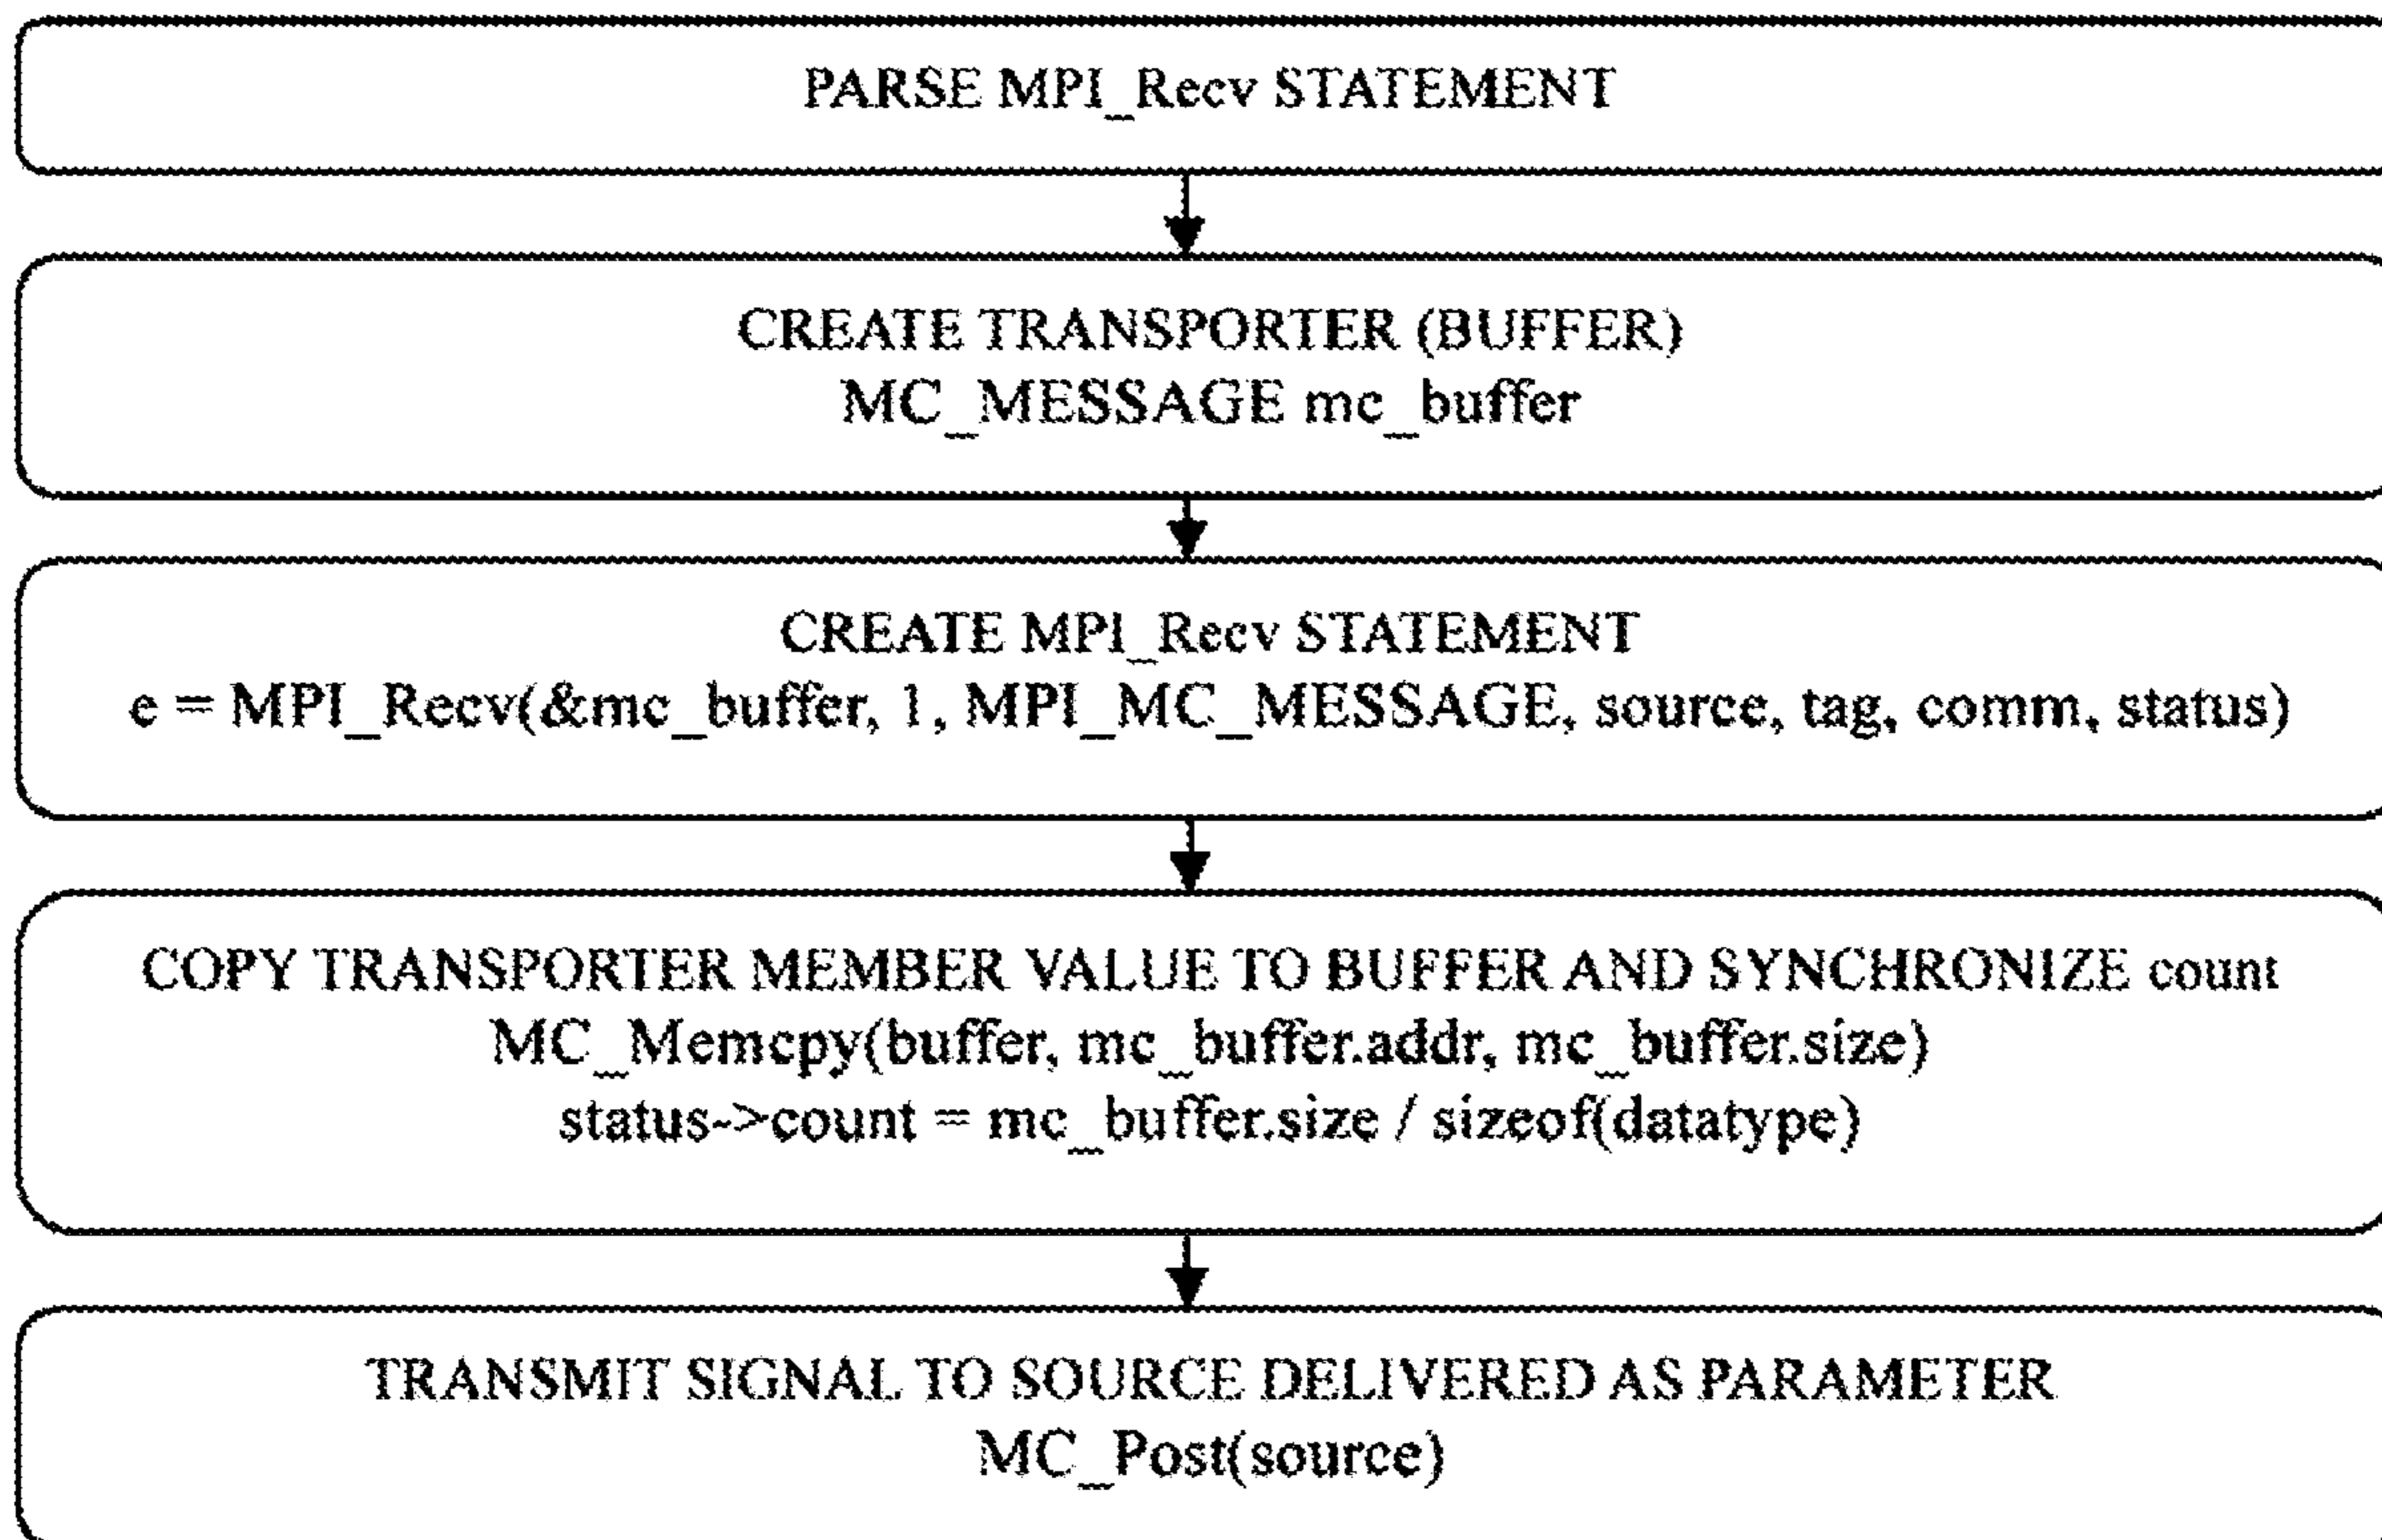 PARSE MPI_Recv STATEMENT
CREATE TRANSPORTER (BUFFER)
MC_MESSAGE mc_buffer
CREATE MPI_Recv STATEMENT
e = MPI_Recv(&mc_buffer, 1, MPI_MC_MESSAGE, source, tag, comm, status)
COPY TRANSPORTER MEMBER VALUE TO BUFFER AND SYNCHRONIZE count
MC_Memcpy(buffer, mc_buffer.addr, mc_buffer.size)
status->count = mc_buffer.size / sizeof(datatype)
TRANSMIT SIGNAL TO SOURCE DELIVERED AS PARAMETER
MC_Post(source)